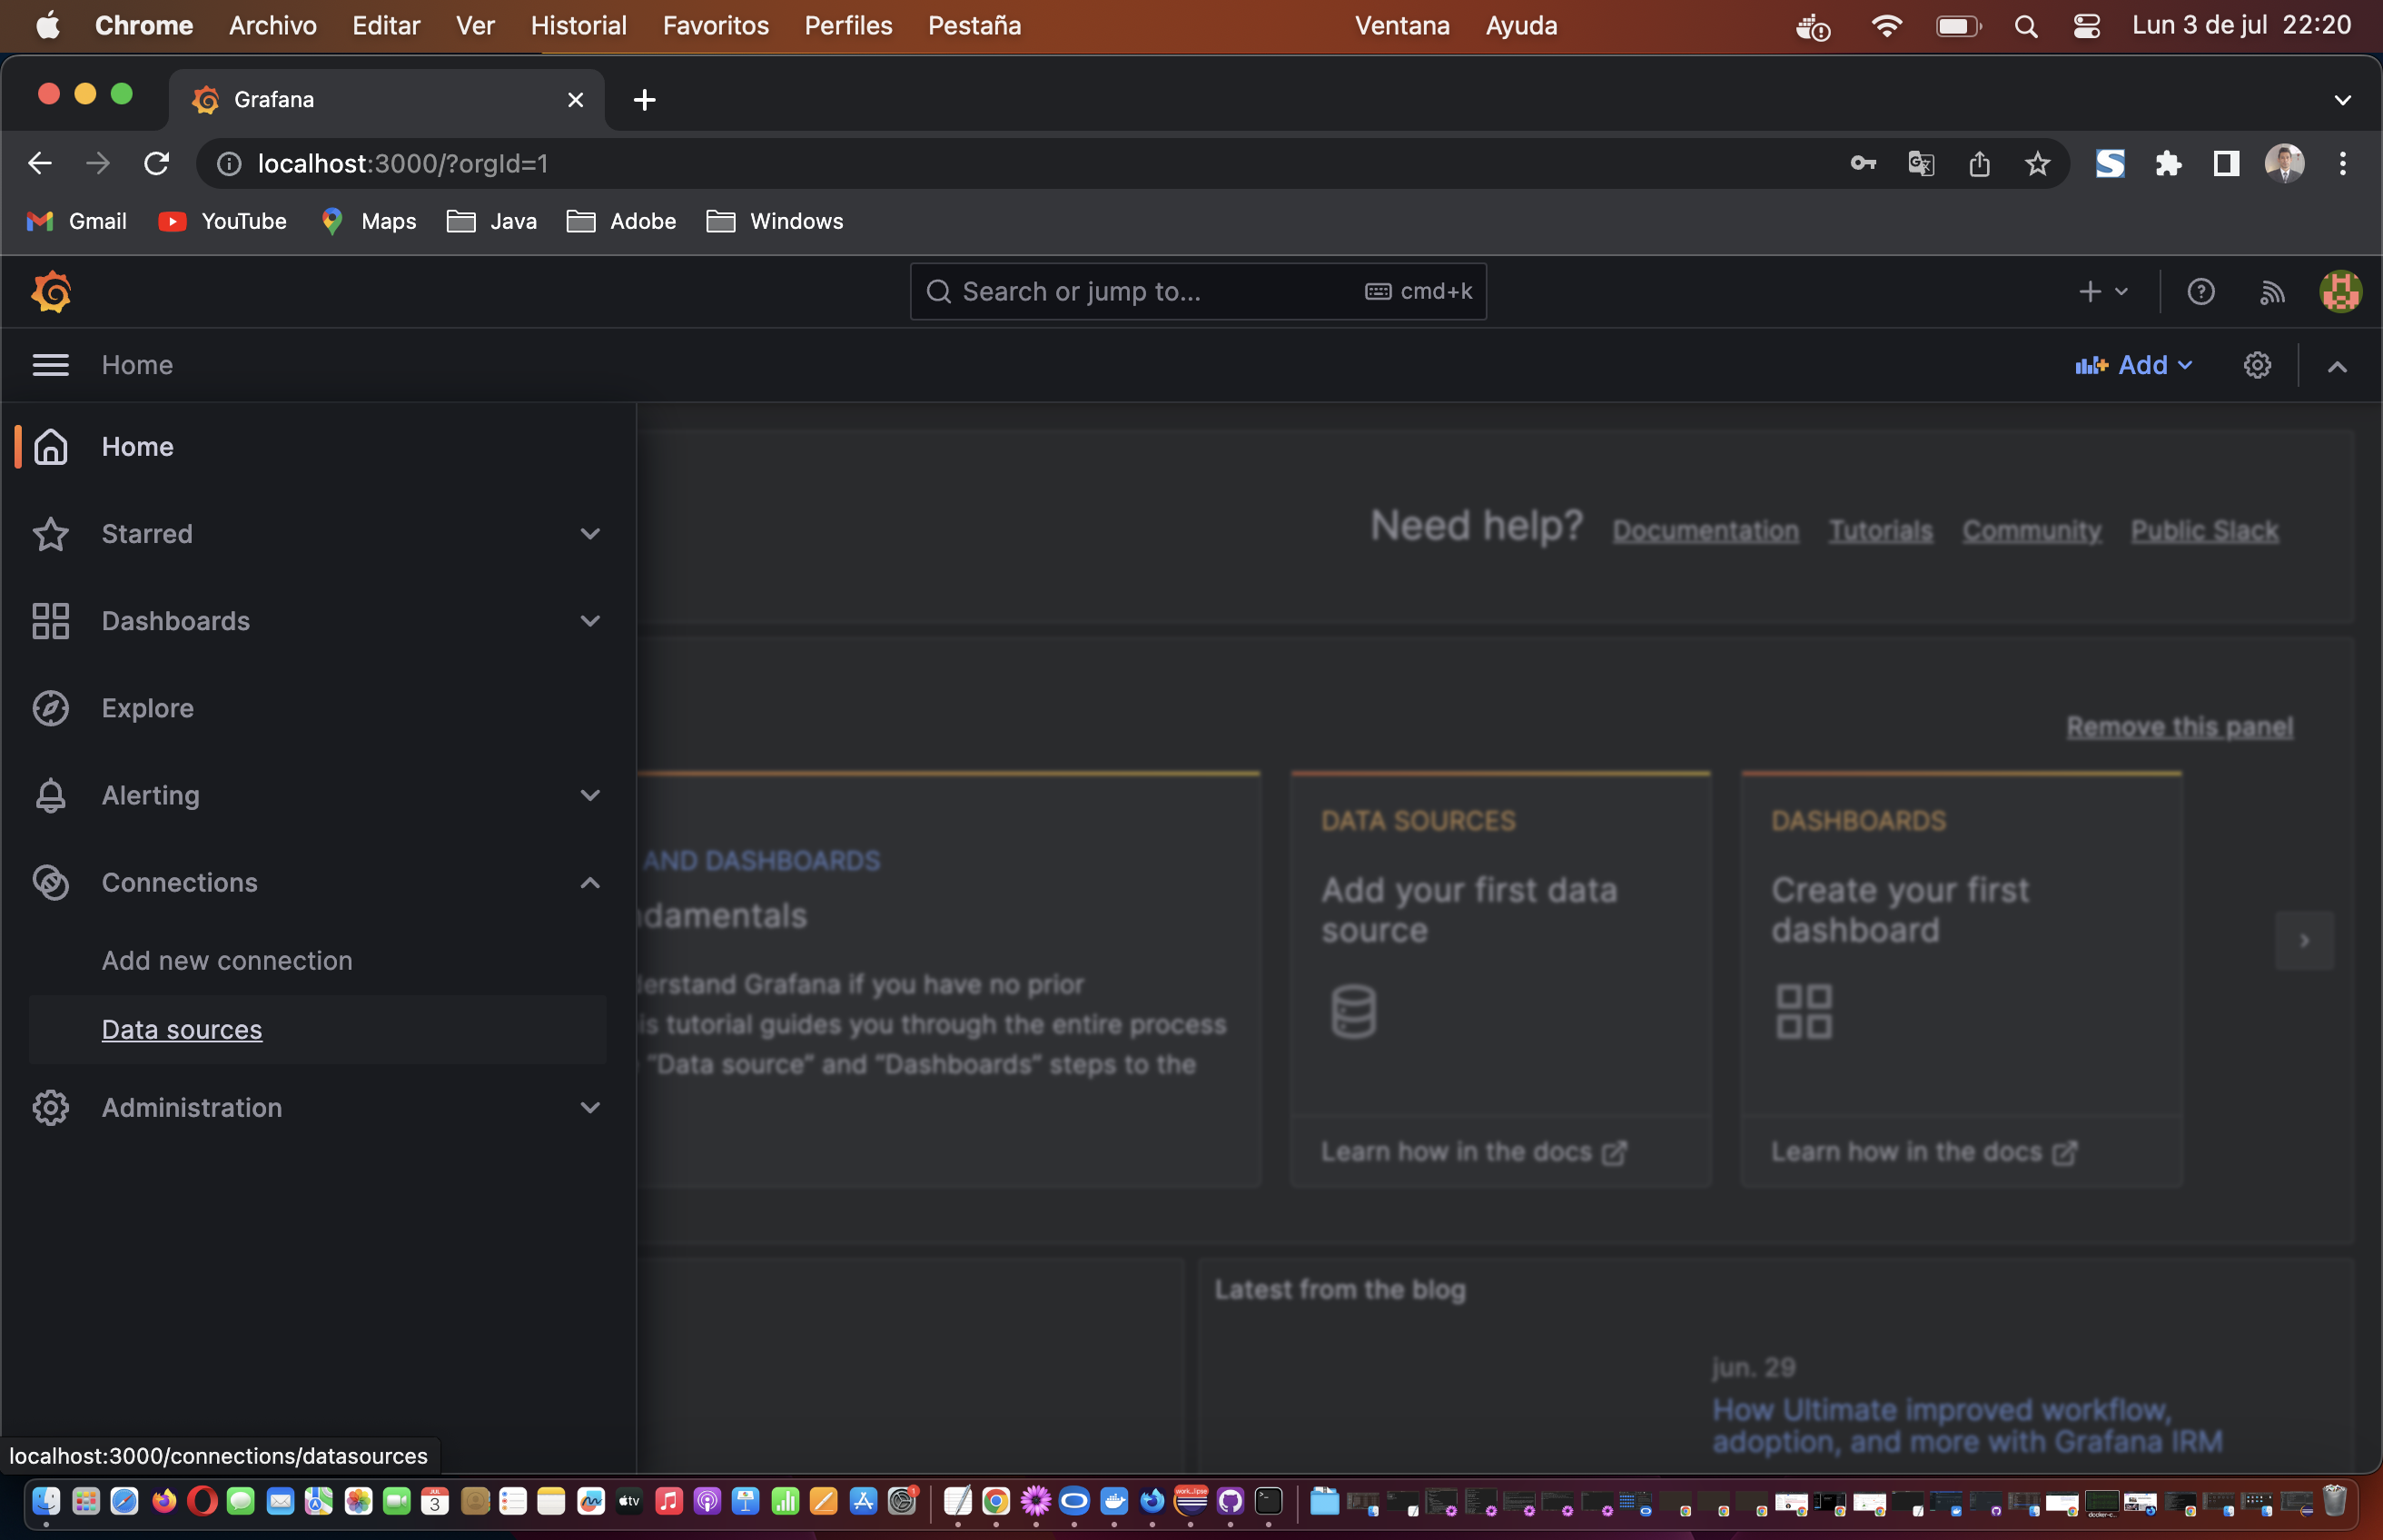 Chrome Archivo Editar Ver Historial Favoritos Perfiles Pestaña Ventana Ayuda Lun 3 de jul 22:20
Grafana
localhost:3000/?orgId=1
Gmail YouTube Maps Java Adobe Windows
Search or jump to... cmd+k
Home Add
Home
Starred
Dashboards
Explore
Alerting
Connections
Add new connection
Data sources
Administration
Need help? Documentation Tutorials Community Public Slack
Remove this panel
AND DASHBOARDS
damentals
erstand Grafana if you have no prior
is tutorial guides you through the entire process
"Data source" and "Dashboards" steps to the
DATA SOURCES
Add your first data
source
Learn how in the docs
DASHBOARDS
Create your first
dashboard
Learn how in the docs
Latest from the blog
jun. 29
How Ultimate improved workflow,
adoption, and more with Grafana IRM
localhost:3000/connections/datasources
JUL
3
tv
1